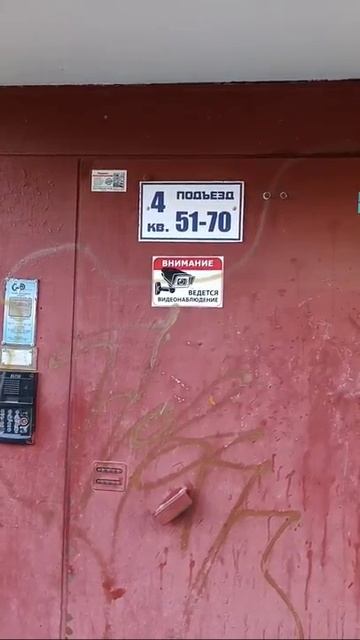 4 ПОДЪЕЗД
КВ. 51-70
ВНИМАНИЕ
ВЕДЕТСЯ
ВИДЕОНАБЛЮДЕНИЕ